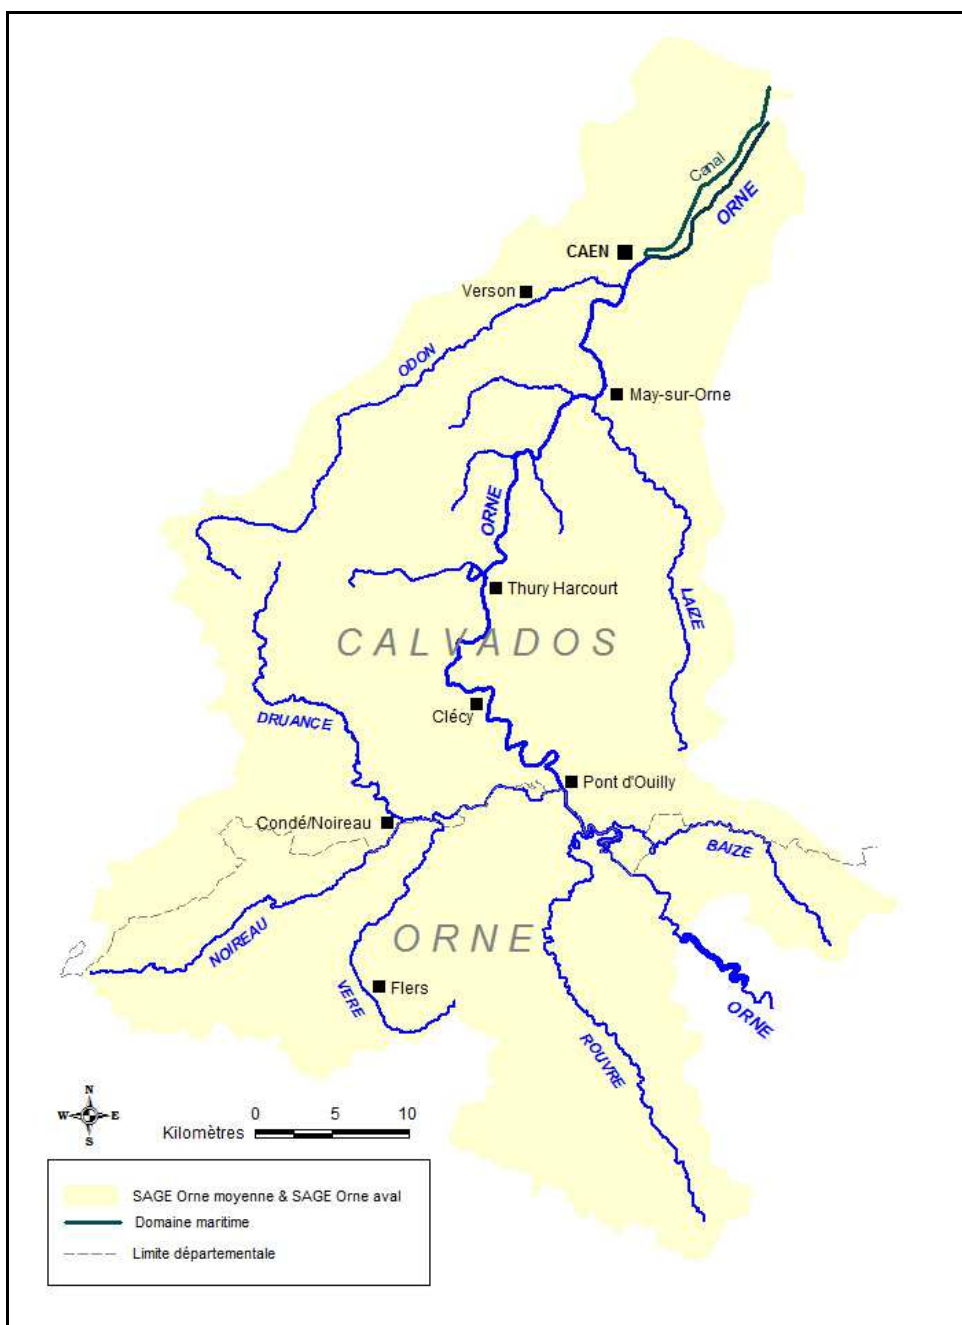 Canal
ORNE
CAEN
Verson
ODON
May-sur-Orne
ORNE
Thury Harcourt
LAIZE
CALVADOS
Clécy
DRUANCE
Pont d'Ouilly
Condé/Noireau
BAIZE
NOIREAU
ORNE
Flers
VERE
ORNE
ROUVRE
N
W E
S
0 5 10
Kilomètres
SAGE Orne moyenne & SAGE Orne aval
Domaine maritime
Limite départementale